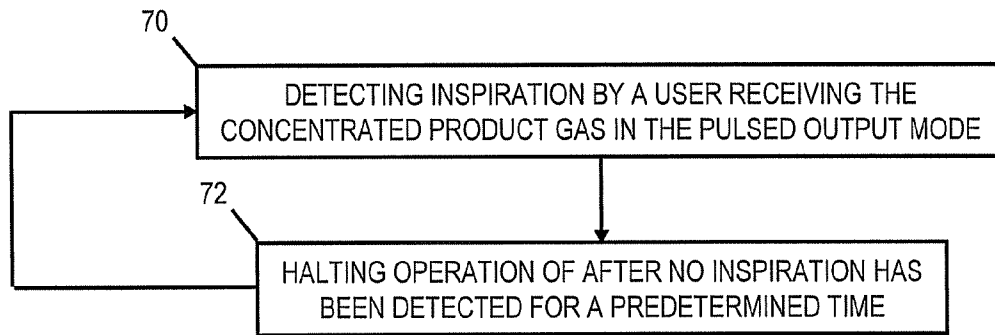 70
DETECTING INSPIRATION BY A USER RECEIVING THE
CONCENTRATED PRODUCT GAS IN THE PULSED OUTPUT MODE
72
HALTING OPERATION OF AFTER NO INSPIRATION HAS
BEEN DETECTED FOR A PREDETERMINED TIME